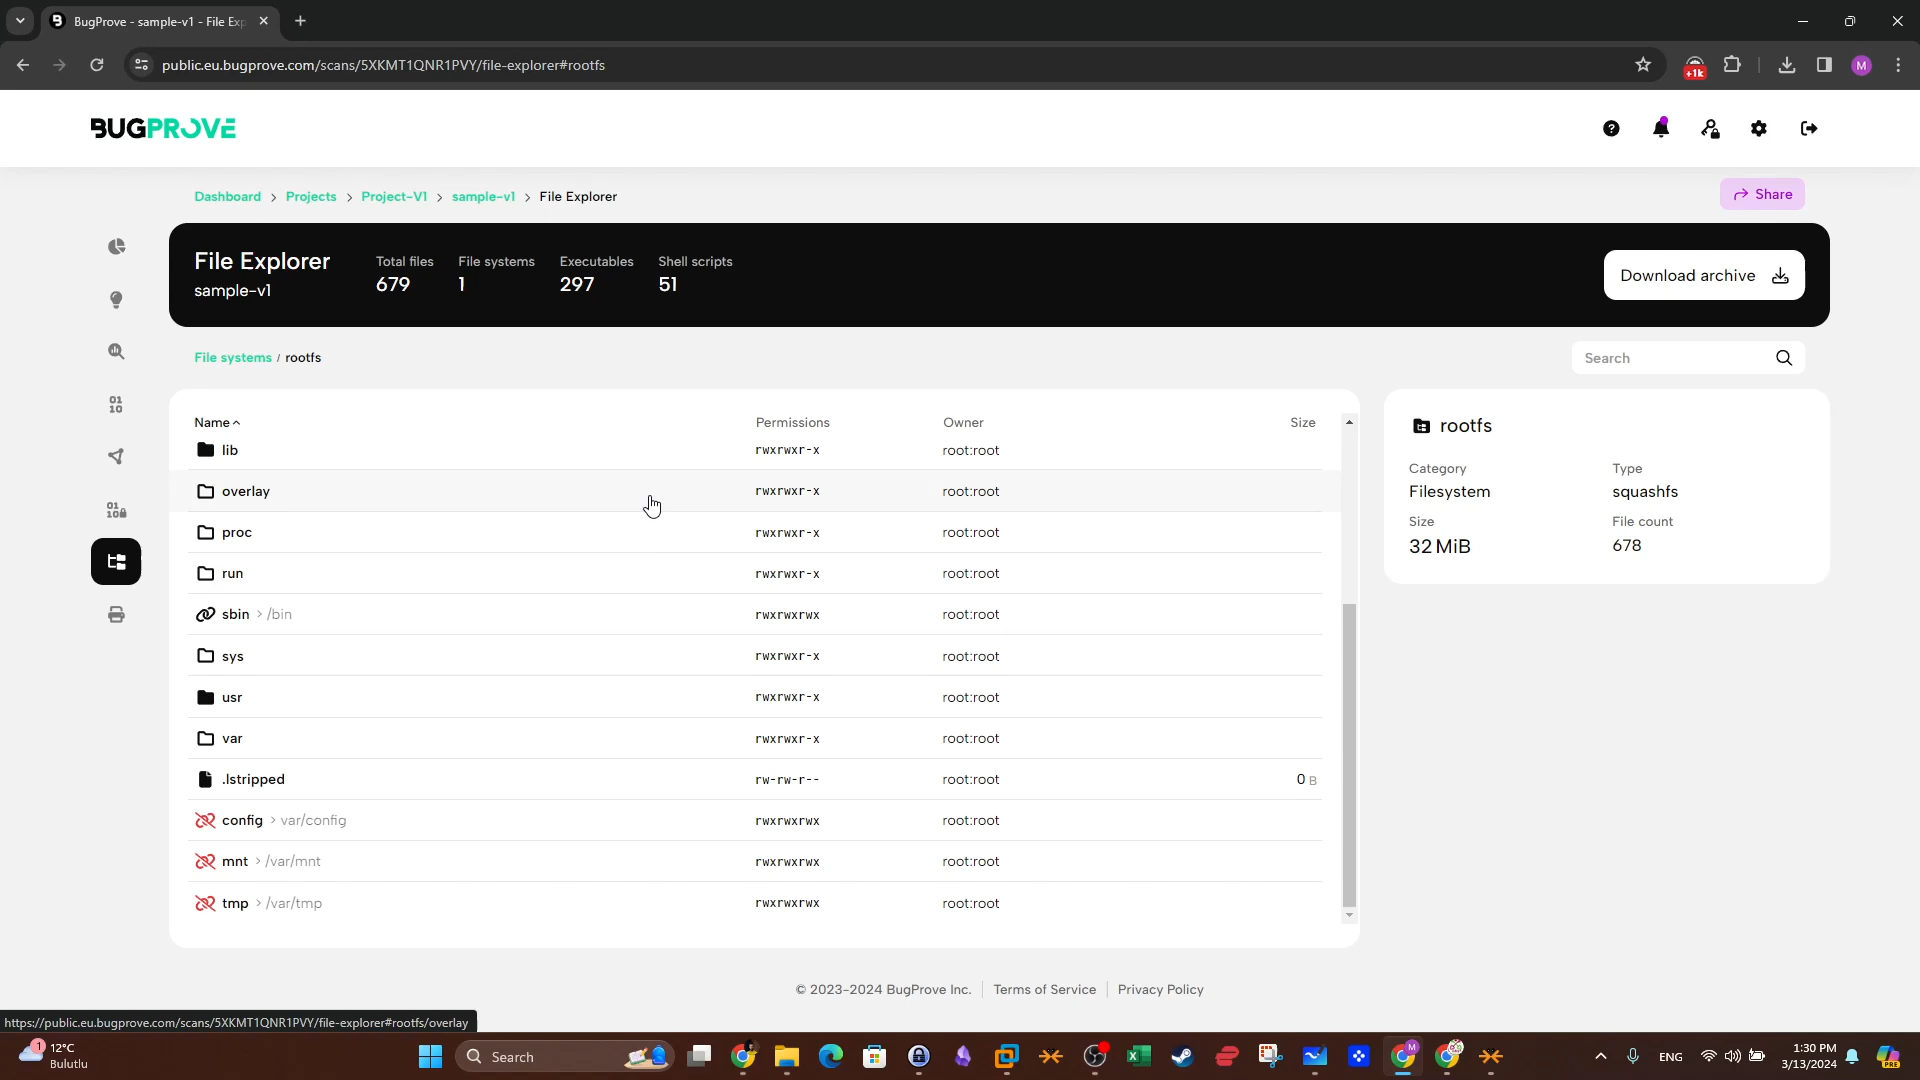 BugProve - sample-v1 - File Exp
public.eu.bugprove.com/scans/5XKMT1QNR1PVY/file-explorer#rootfs
+1k
M
BUGPROVE
Dashboard > Projects > Project-V1 > sample-v1 > File Explorer
Share
File Explorer
sample-v1
Total files
679
File systems
1
Executables
297
Shell scripts
51
Download archive
File systems / rootfs
Search
Name Permissions Owner Size
lib rwxrwxr-x root:root
overlay rwxrwxr-x root:root
proc rwxrwxr-x root:root
run rwxrwxr-x root:root
sbin > /bin rwxrwxrwx root:root
sys rwxrwxr-x root:root
usr rwxrwxr-x root:root
var rwxrwxr-x root:root
.lstripped rw-rw-r-- root:root 0 B
config > var/config rwxrwxrwx root:root
mnt > /var/mnt rwxrwxrwx root:root
tmp > /var/tmp rwxrwxrwx root:root
rootfs
Category Type
Filesystem squashfs
Size File count
32 MiB 678
© 2023-2024 BugProve Inc. Terms of Service Privacy Policy
https://public.eu.bugprove.com/scans/5XKMT1QNR1PVY/file-explorer#rootfs/overlay
1
12°C
Bulutlu
Search
ENG
1:30 PM
3/13/2024
PRE